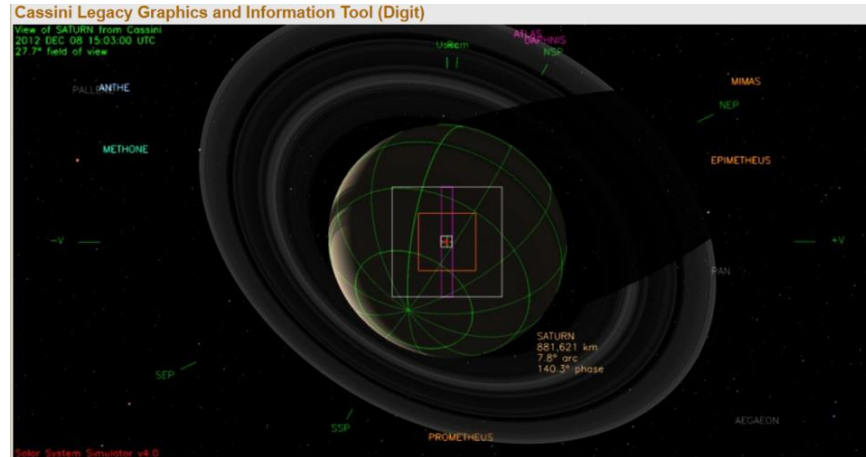 Cassini Legacy Graphics and Information Tool (Digit)
View of SATURN from Cassini
2012 DEC 08 15:03:00 UTC
27.7° field of view
ATLAS
DAPHNIS
NSP
ANTHE
MIMAS
NEP
METHONE
EPIMETHEUS
-V
+V
PAN
SATURN
881,621 km
7.8° arc
140.3° phase
SEP
AEGAEON
SSP
PROMETHEUS
Solar System Simulator v4.0